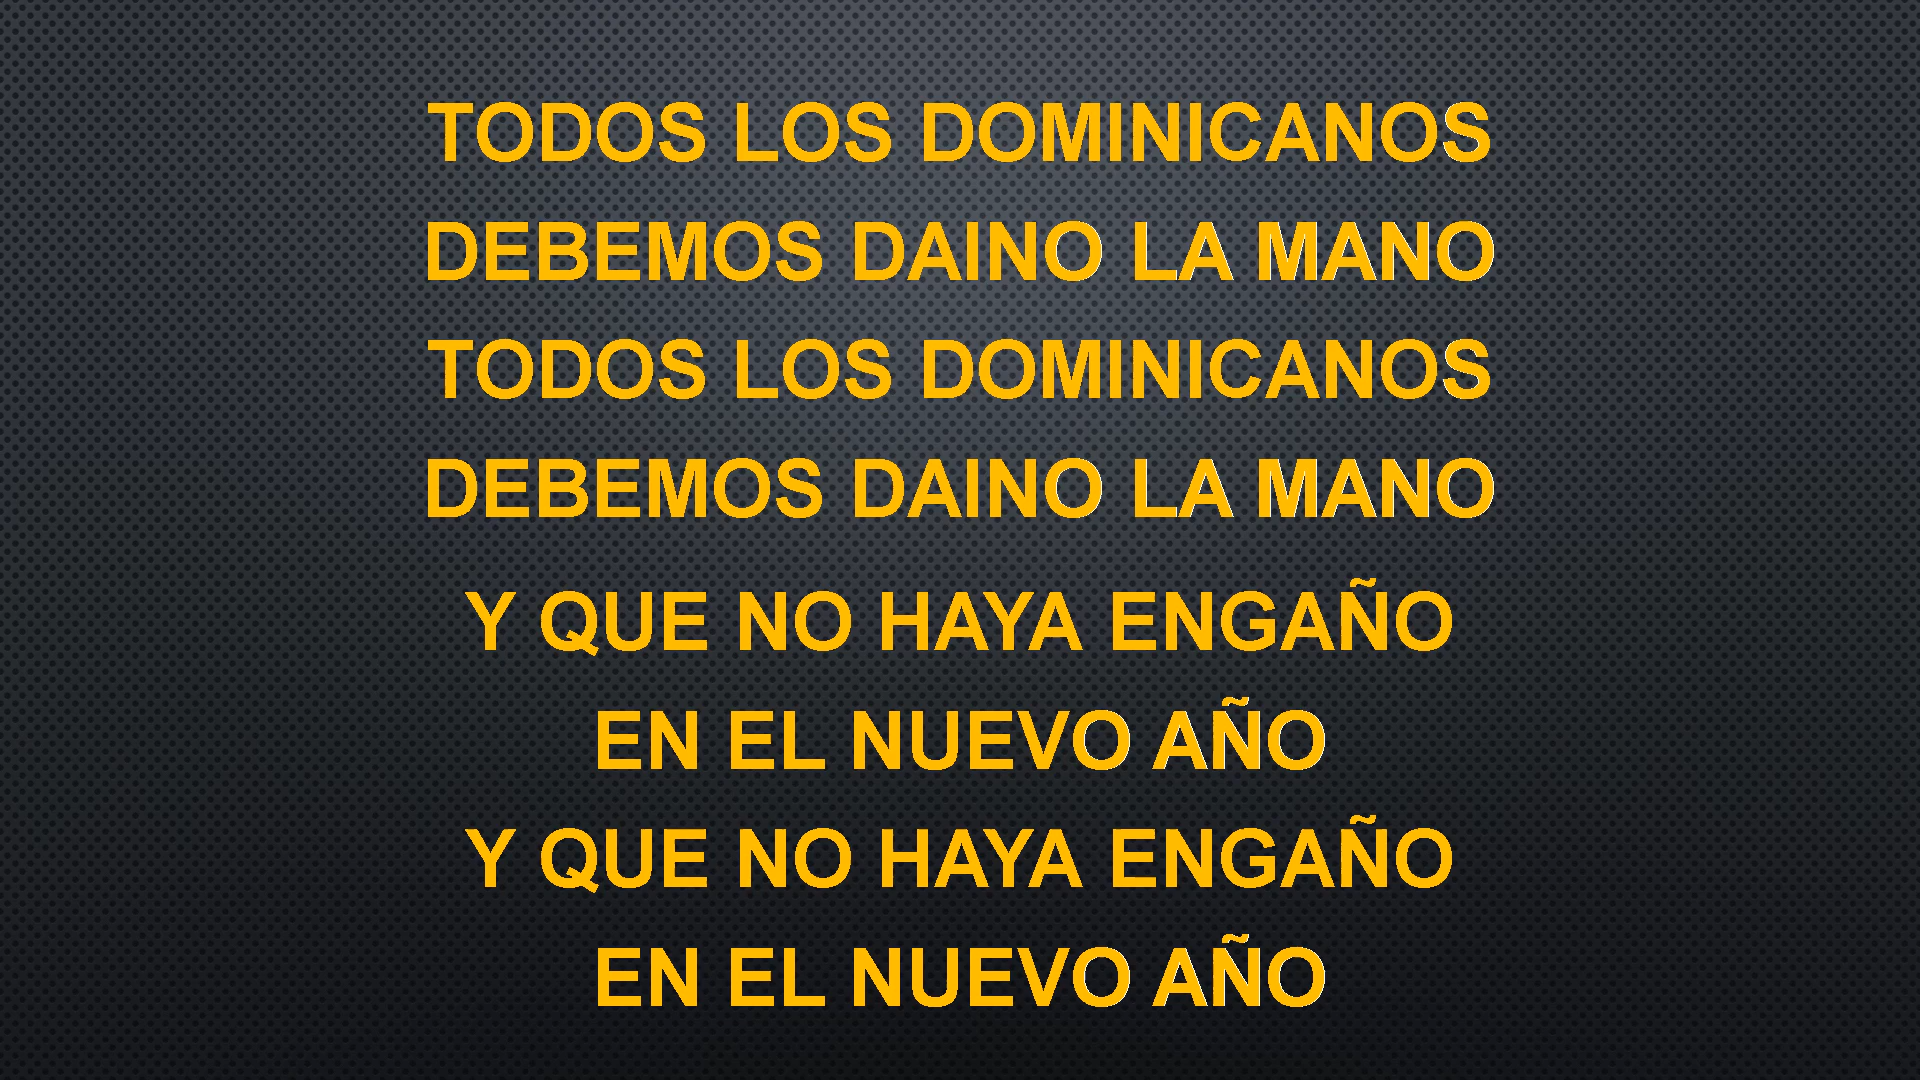 TODOS LOS DOMINICANOS
DEBEMOS DAINO LA MANO
TODOS LOS DOMINICANOS
DEBEMOS DAINO LA MANO
Y QUE NO HAYA ENGAÑO
EN EL NUEVO AÑO
Y QUE NO HAYA ENGAÑO
EN EL NUEVO AÑO